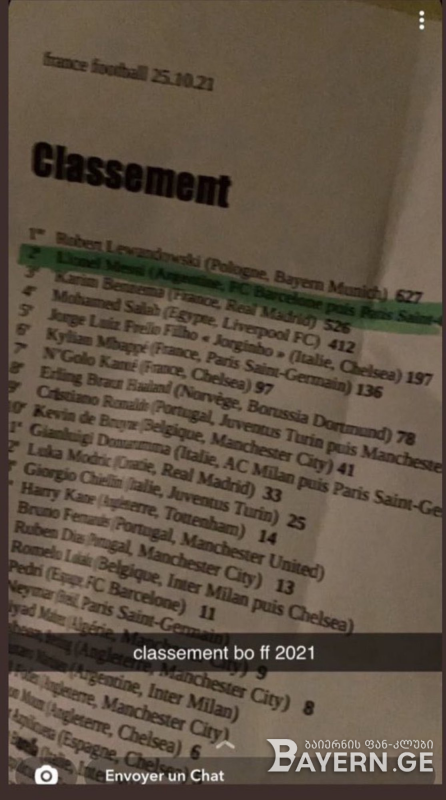 france football 25.10.21
Classement
1er Robert Lewandowski (Pologne, Bayern Munich) 627
2e Lionel Messi (Argentine, FC Barcelone puis Paris Saint-
3e Karim Benzema (France, Real Madrid) 526
4e Mohamed Salah (Egypte, Liverpool FC) 412
5e Jorge Luiz Frello Filho « Jorginho » (Italie, Chelsea) 197
6e Kylian Mbappé (France, Paris Saint-Germain) 136
7e N'Golo Kanté (France, Chelsea) 97
8e Erling Braut Haaland (Norvège, Borussia Dortmund) 78
9e Cristiano Ronaldo (Portugal, Juventus Turin puis Mancheste
10e Kevin de Bruyne (Belgique, Manchester City) 41
1e Gianluigi Donnarumma (Italie, AC Milan puis Paris Saint-Ge
2e Luka Modric (Croatie, Real Madrid) 33
Giorgio Chiellini (Italie, Juventus Turin) 25
Harry Kane (Angleterre, Tottenham) 14
Bruno Fernandes (Portugal, Manchester United)
Ruben Dias (Portugal, Manchester City) 13
Romelu Lukaku (Belgique, Inter Milan puis Chelsea)
Pedri (Espagne, FC Barcelone) 11
Neymar (Brésil, Paris Saint-Germain)
(Algérie, Manchester City) 9
(Angleterre, Manchester City) 8
(Argentine, Inter Milan)
(Angleterre, Manchester City)
(Angleterre, Chelsea) 6
(Espagne, Chelsea)
classement bo ff 2021
Envoyer un Chat
ბაიერნის ფან-კლუბი
BAYERN.GE